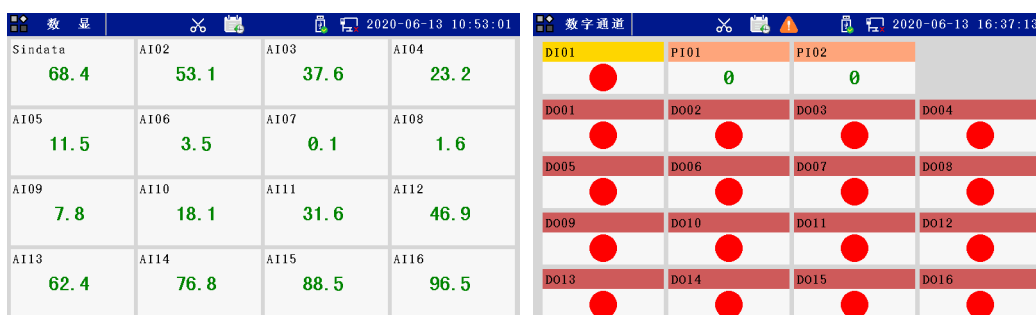 数 显 2020-06-13 10:53:01
Sindata AI02 AI03 AI04
68.4 53.1 37.6 23.2
AI05 AI06 AI07 AI08
11.5 3.5 0.1 1.6
AI09 AI10 AI11 AI12
7.8 18.1 31.6 46.9
AI13 AI14 AI15 AI16
62.4 76.8 88.5 96.5
数字通道 2020-06-13 16:37:13
DI01 PI01 PI02
0 0
DO01 DO02 DO03 DO04
DO05 DO06 DO07 DO08
DO09 DO10 DO11 DO12
DO13 DO14 DO15 DO16